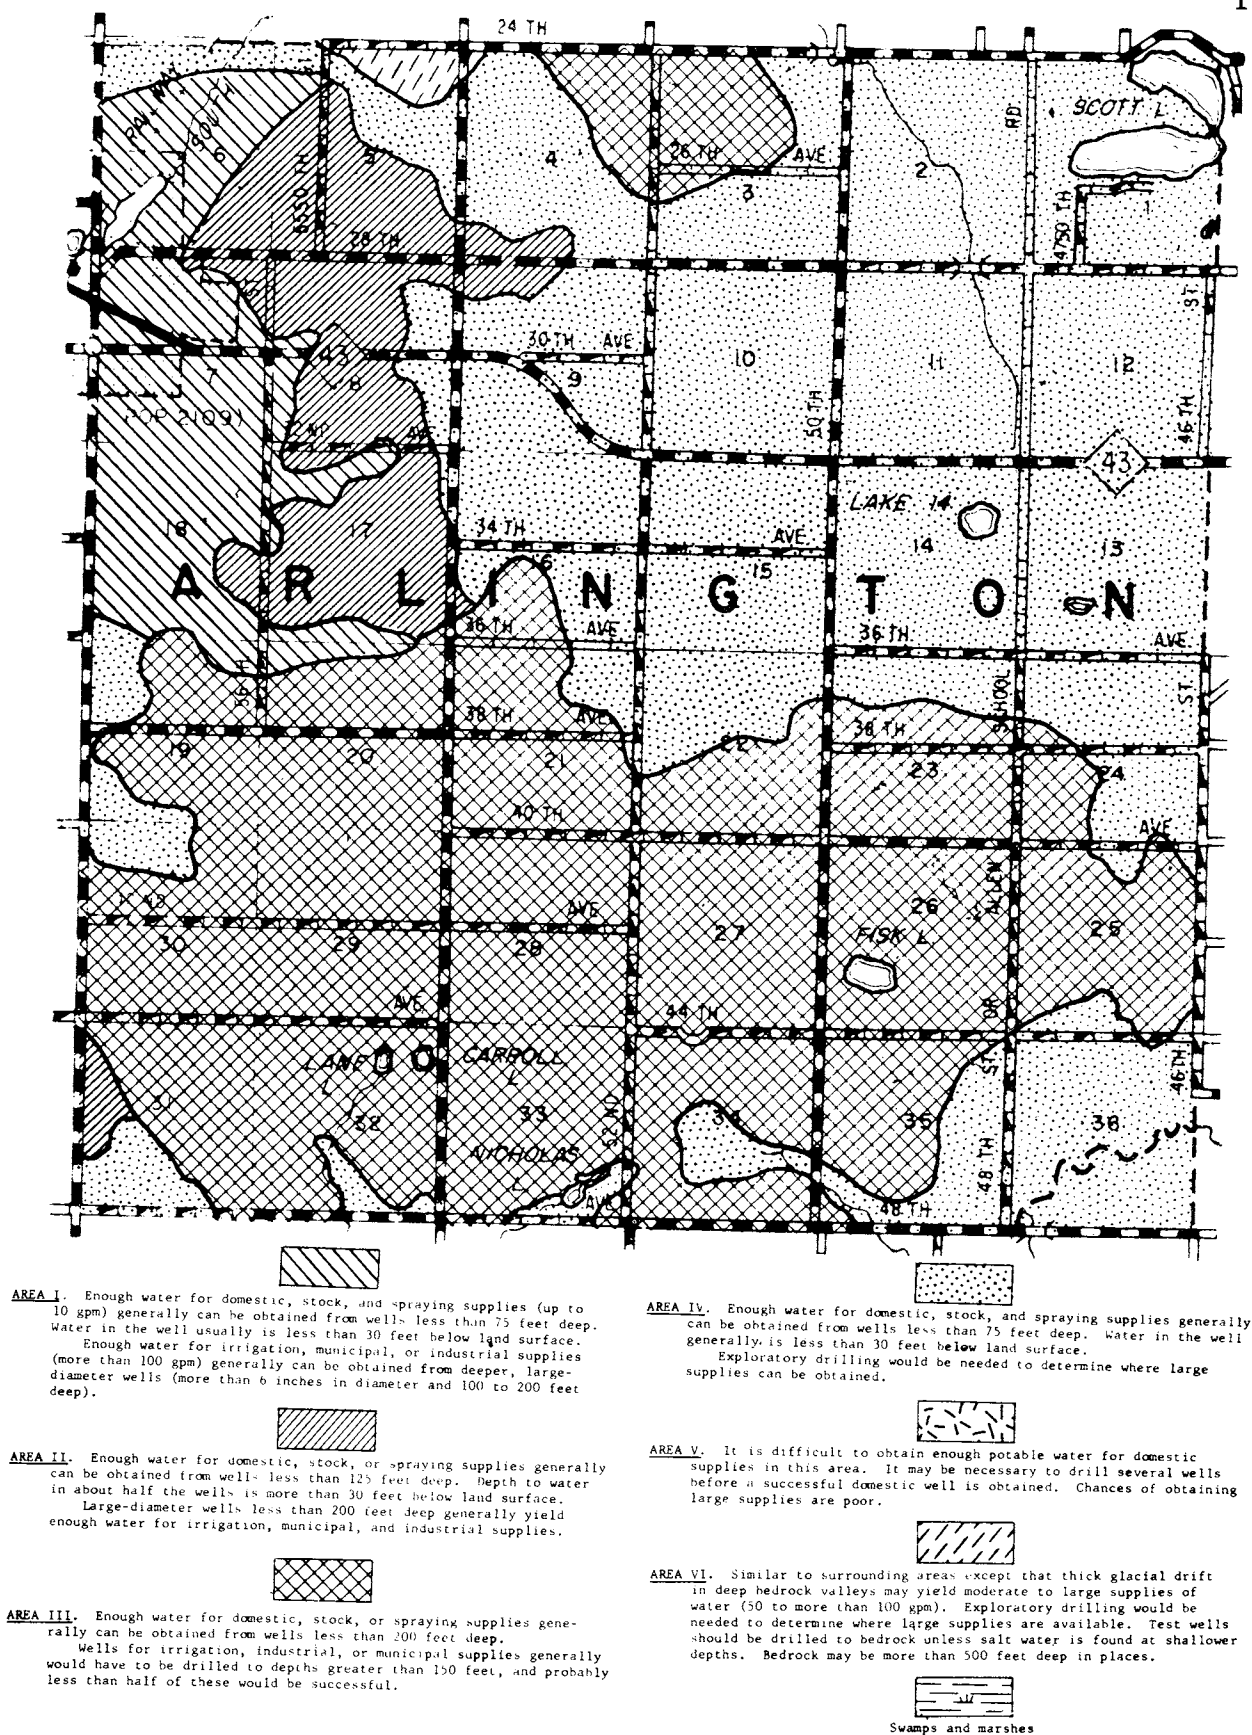 24 TH
RAILWAY
SOUTH
6
5
4
26 TH AVE
3
2
RD
SCOTT L
1
4750 TH
6550 TH
28 TH
ST
30 TH AVE
43
7
8
9
10
11
12
50 TH
46 TH
POP 2109)
AVE
43
LAKE 14
18
17
34 TH AVE
16
15
14
13
ARLINGTON
36 TH AVE
36 TH AVE
56 TH
SCHOOL
ST
38 TH AVE
38 TH
19
20
21
22
23
24
40 TH
AVE
ALLEN
AVE
30
29
28
27
26
25
FISK L
AVE
44 TH
DR
LANE L
CARROLL L
ST
46 TH
31
32
33
34
35
36
52 ND
NICHOLAS L
48 TH
AVE
48 TH
AREA I. Enough water for domestic, stock, and spraying supplies (up to
10 gpm) generally can be obtained from wells less than 75 feet deep.
Water in the well usually is less than 30 feet below land surface.
Enough water for irrigation, municipal, or industrial supplies
(more than 100 gpm) generally can be obtained from deeper, large-
diameter wells (more than 6 inches in diameter and 100 to 200 feet
deep).
AREA II. Enough water for domestic, stock, or spraying supplies generally
can be obtained from wells less than 125 feet deep. Depth to water
in about half the wells is more than 30 feet below land surface.
Large-diameter wells less than 200 feet deep generally yield
enough water for irrigation, municipal, and industrial supplies.
AREA III. Enough water for domestic, stock, or spraying supplies gene-
rally can be obtained from wells less than 200 feet deep.
Wells for irrigation, industrial, or municipal supplies generally
would have to be drilled to depths greater than 150 feet, and probably
less than half of these would be successful.
AREA IV. Enough water for domestic, stock, and spraying supplies generally
can be obtained from wells less than 75 feet deep. Water in the well
generally is less than 30 feet below land surface.
Exploratory drilling would be needed to determine where large
supplies can be obtained.
AREA V. It is difficult to obtain enough potable water for domestic
supplies in this area. It may be necessary to drill several wells
before a successful domestic well is obtained. Chances of obtaining
large supplies are poor.
AREA VI. Similar to surrounding areas except that thick glacial drift
in deep bedrock valleys may yield moderate to large supplies of
water (50 to more than 100 gpm). Exploratory drilling would be
needed to determine where large supplies are available. Test wells
should be drilled to bedrock unless salt water is found at shallower
depths. Bedrock may be more than 500 feet deep in places.
Swamps and marshes